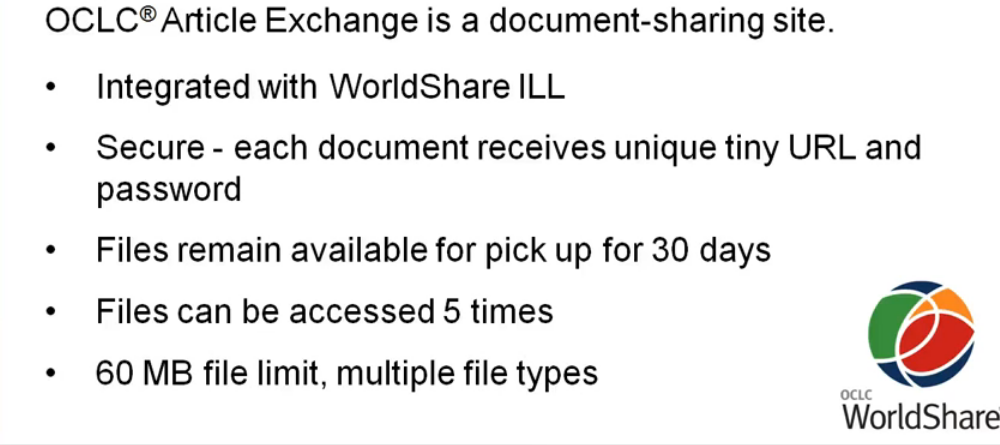 OCLC® Article Exchange is a document-sharing site.
• Integrated with WorldShare ILL
• Secure - each document receives unique tiny URL and
password
• Files remain available for pick up for 30 days
• Files can be accessed 5 times
• 60 MB file limit, multiple file types
OCLC
WorldShare®